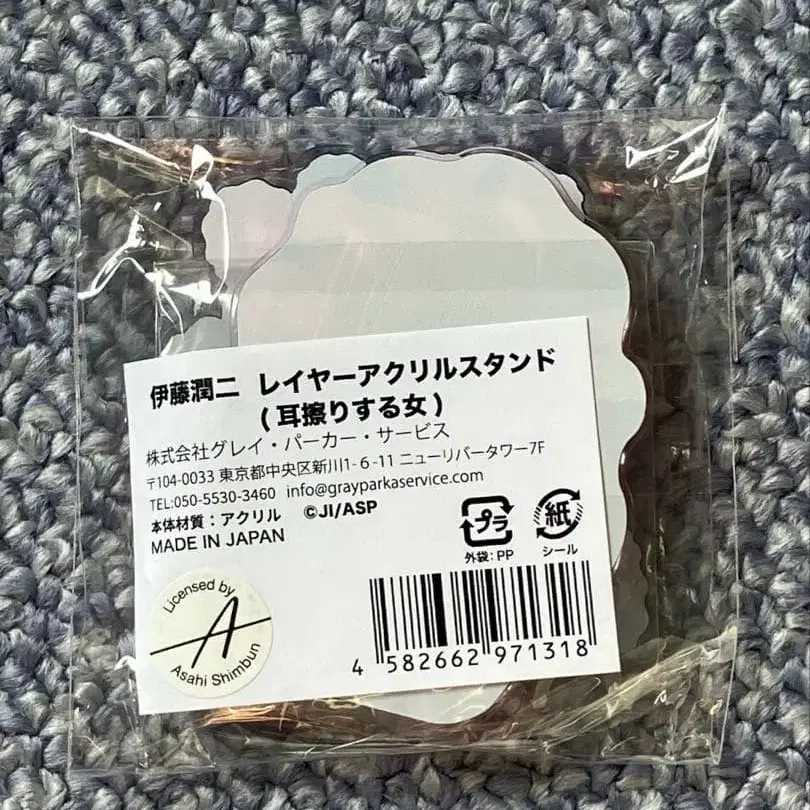 伊藤潤二 レイヤーアクリルスタンド
(耳擦りする女)
株式会社グレイ・パーカー・サービス
〒104-0033 東京都中央区新川1-6-11 ニューリバータワー7F
TEL:050-5530-3460 info@grayparkaservice.com
本体材質：アクリル ©JI/ASP
MADE IN JAPAN
プラ
外袋：PP
紙
シール
Licensed by
A
Asahi Shimbun
4 582662 971318